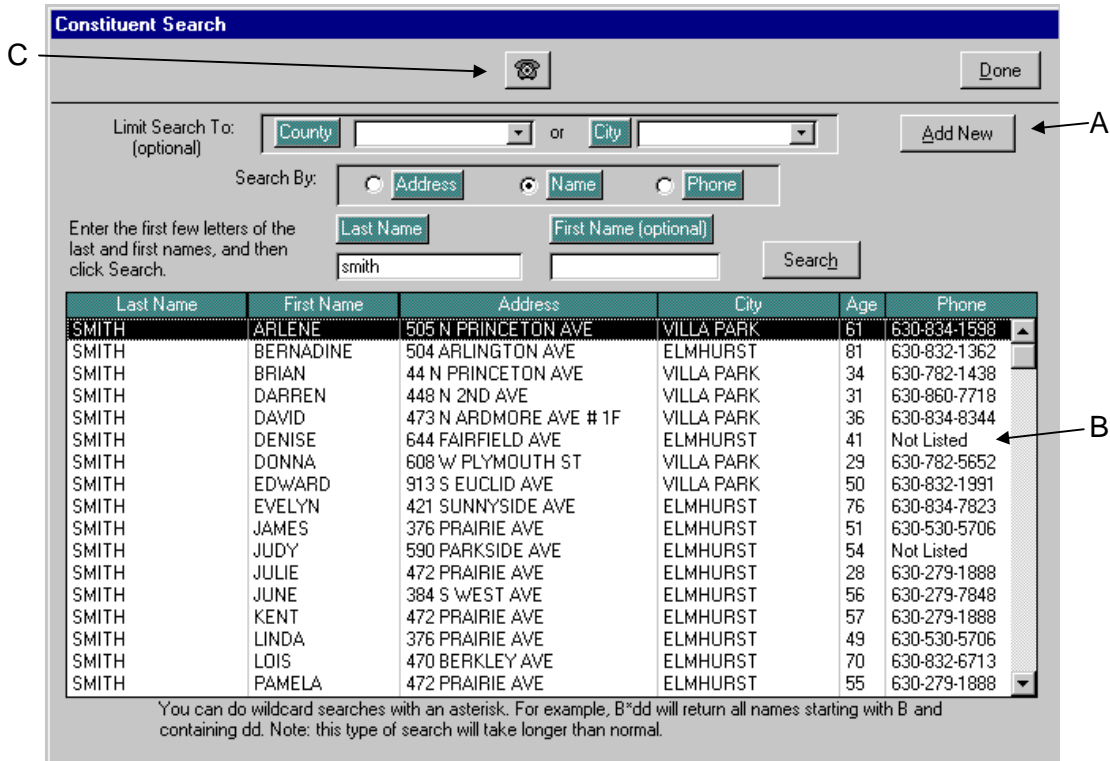 Constituent Search
C
Done
Limit Search To: County or City
(optional)
Add New
A
Search By: Address Name Phone
Enter the first few letters of the
last and first names, and then
click Search.
Last Name First Name (optional)
smith
Search
Last Name First Name Address City Age Phone
SMITH ARLENE 505 N PRINCETON AVE VILLA PARK 61 630-834-1598
SMITH BERNADINE 504 ARLINGTON AVE ELMHURST 81 630-832-1362
SMITH BRIAN 44 N PRINCETON AVE VILLA PARK 34 630-782-1438
SMITH DARREN 448 N 2ND AVE VILLA PARK 31 630-860-7718
SMITH DAVID 473 N ARDMORE AVE # 1F VILLA PARK 36 630-834-8344
B
SMITH DENISE 644 FAIRFIELD AVE ELMHURST 41 Not Listed
SMITH DONNA 608 W PLYMOUTH ST VILLA PARK 29 630-782-5652
SMITH EDWARD 913 S EUCLID AVE VILLA PARK 50 630-832-1991
SMITH EVELYN 421 SUNNYSIDE AVE ELMHURST 76 630-834-7823
SMITH JAMES 376 PRAIRIE AVE ELMHURST 51 630-530-5706
SMITH JUDY 590 PARKSIDE AVE ELMHURST 54 Not Listed
SMITH JULIE 472 PRAIRIE AVE ELMHURST 28 630-279-1888
SMITH JUNE 384 S WEST AVE ELMHURST 56 630-279-7848
SMITH KENT 472 PRAIRIE AVE ELMHURST 57 630-279-1888
SMITH LINDA 376 PRAIRIE AVE ELMHURST 49 630-530-5706
SMITH LOIS 470 BERKLEY AVE ELMHURST 70 630-832-6713
SMITH PAMELA 472 PRAIRIE AVE ELMHURST 55 630-279-1888
You can do wildcard searches with an asterisk. For example, B*dd will return all names starting with B and
containing dd. Note: this type of search will take longer than normal.